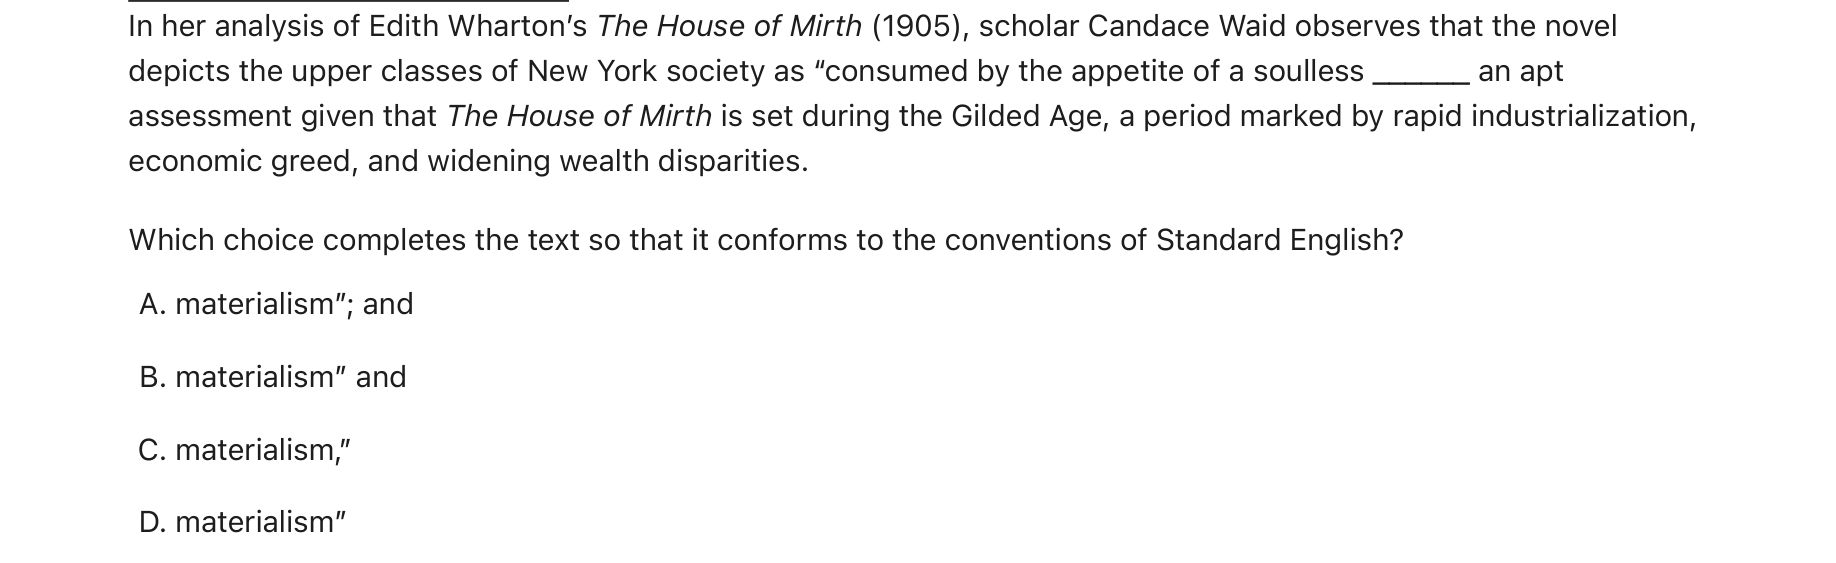 In her analysis of Edith Wharton’s The House of Mirth (1905), scholar Candace Waid observes that the novel
depicts the upper classes of New York society as “consumed by the appetite of a soulless ______ an apt
assessment given that The House of Mirth is set during the Gilded Age, a period marked by rapid industrialization,
economic greed, and widening wealth disparities.
Which choice completes the text so that it conforms to the conventions of Standard English?
A. materialism”; and
B. materialism” and
C. materialism,”
D. materialism”